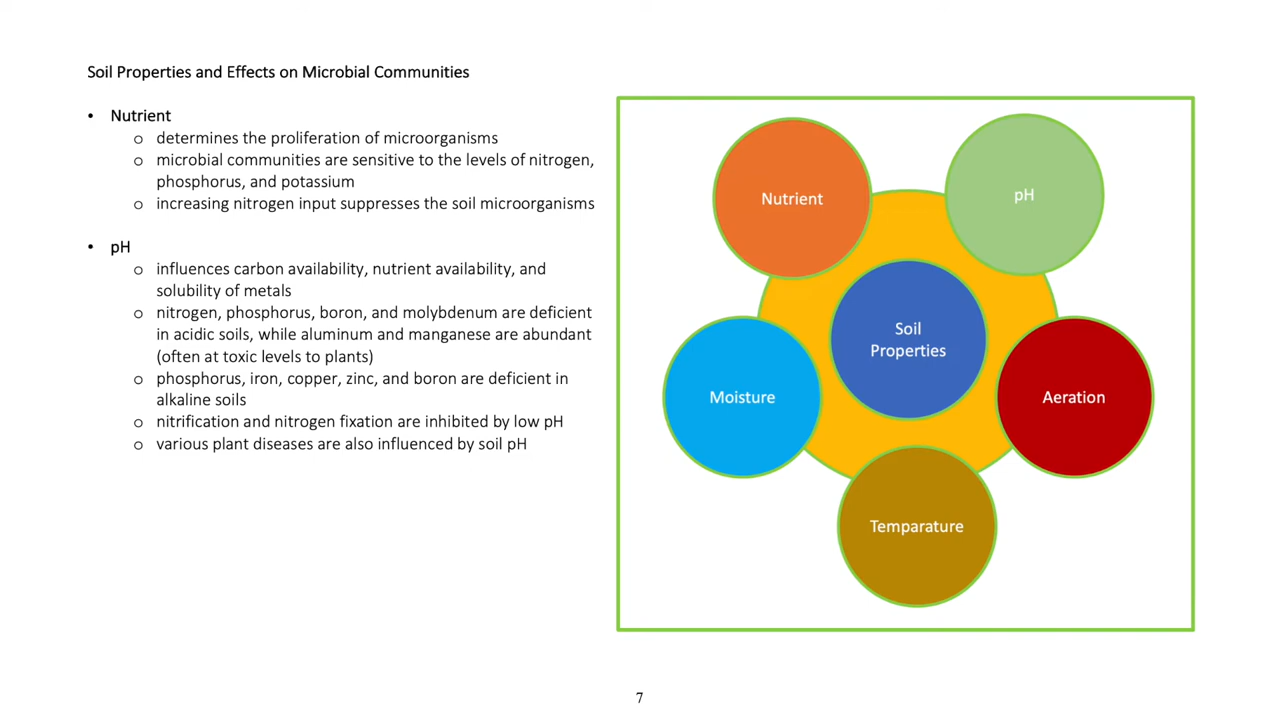 Soil Properties and Effects on Microbial Communities
• Nutrient
o determines the proliferation of microorganisms
o microbial communities are sensitive to the levels of nitrogen,
phosphorus, and potassium
o increasing nitrogen input suppresses the soil microorganisms
• pH
o influences carbon availability, nutrient availability, and
solubility of metals
o nitrogen, phosphorus, boron, and molybdenum are deficient
in acidic soils, while aluminum and manganese are abundant
(often at toxic levels to plants)
o phosphorus, iron, copper, zinc, and boron are deficient in
alkaline soils
o nitrification and nitrogen fixation are inhibited by low pH
o various plant diseases are also influenced by soil pH
Nutrient
pH
Soil
Properties
Moisture
Aeration
Temparature
7